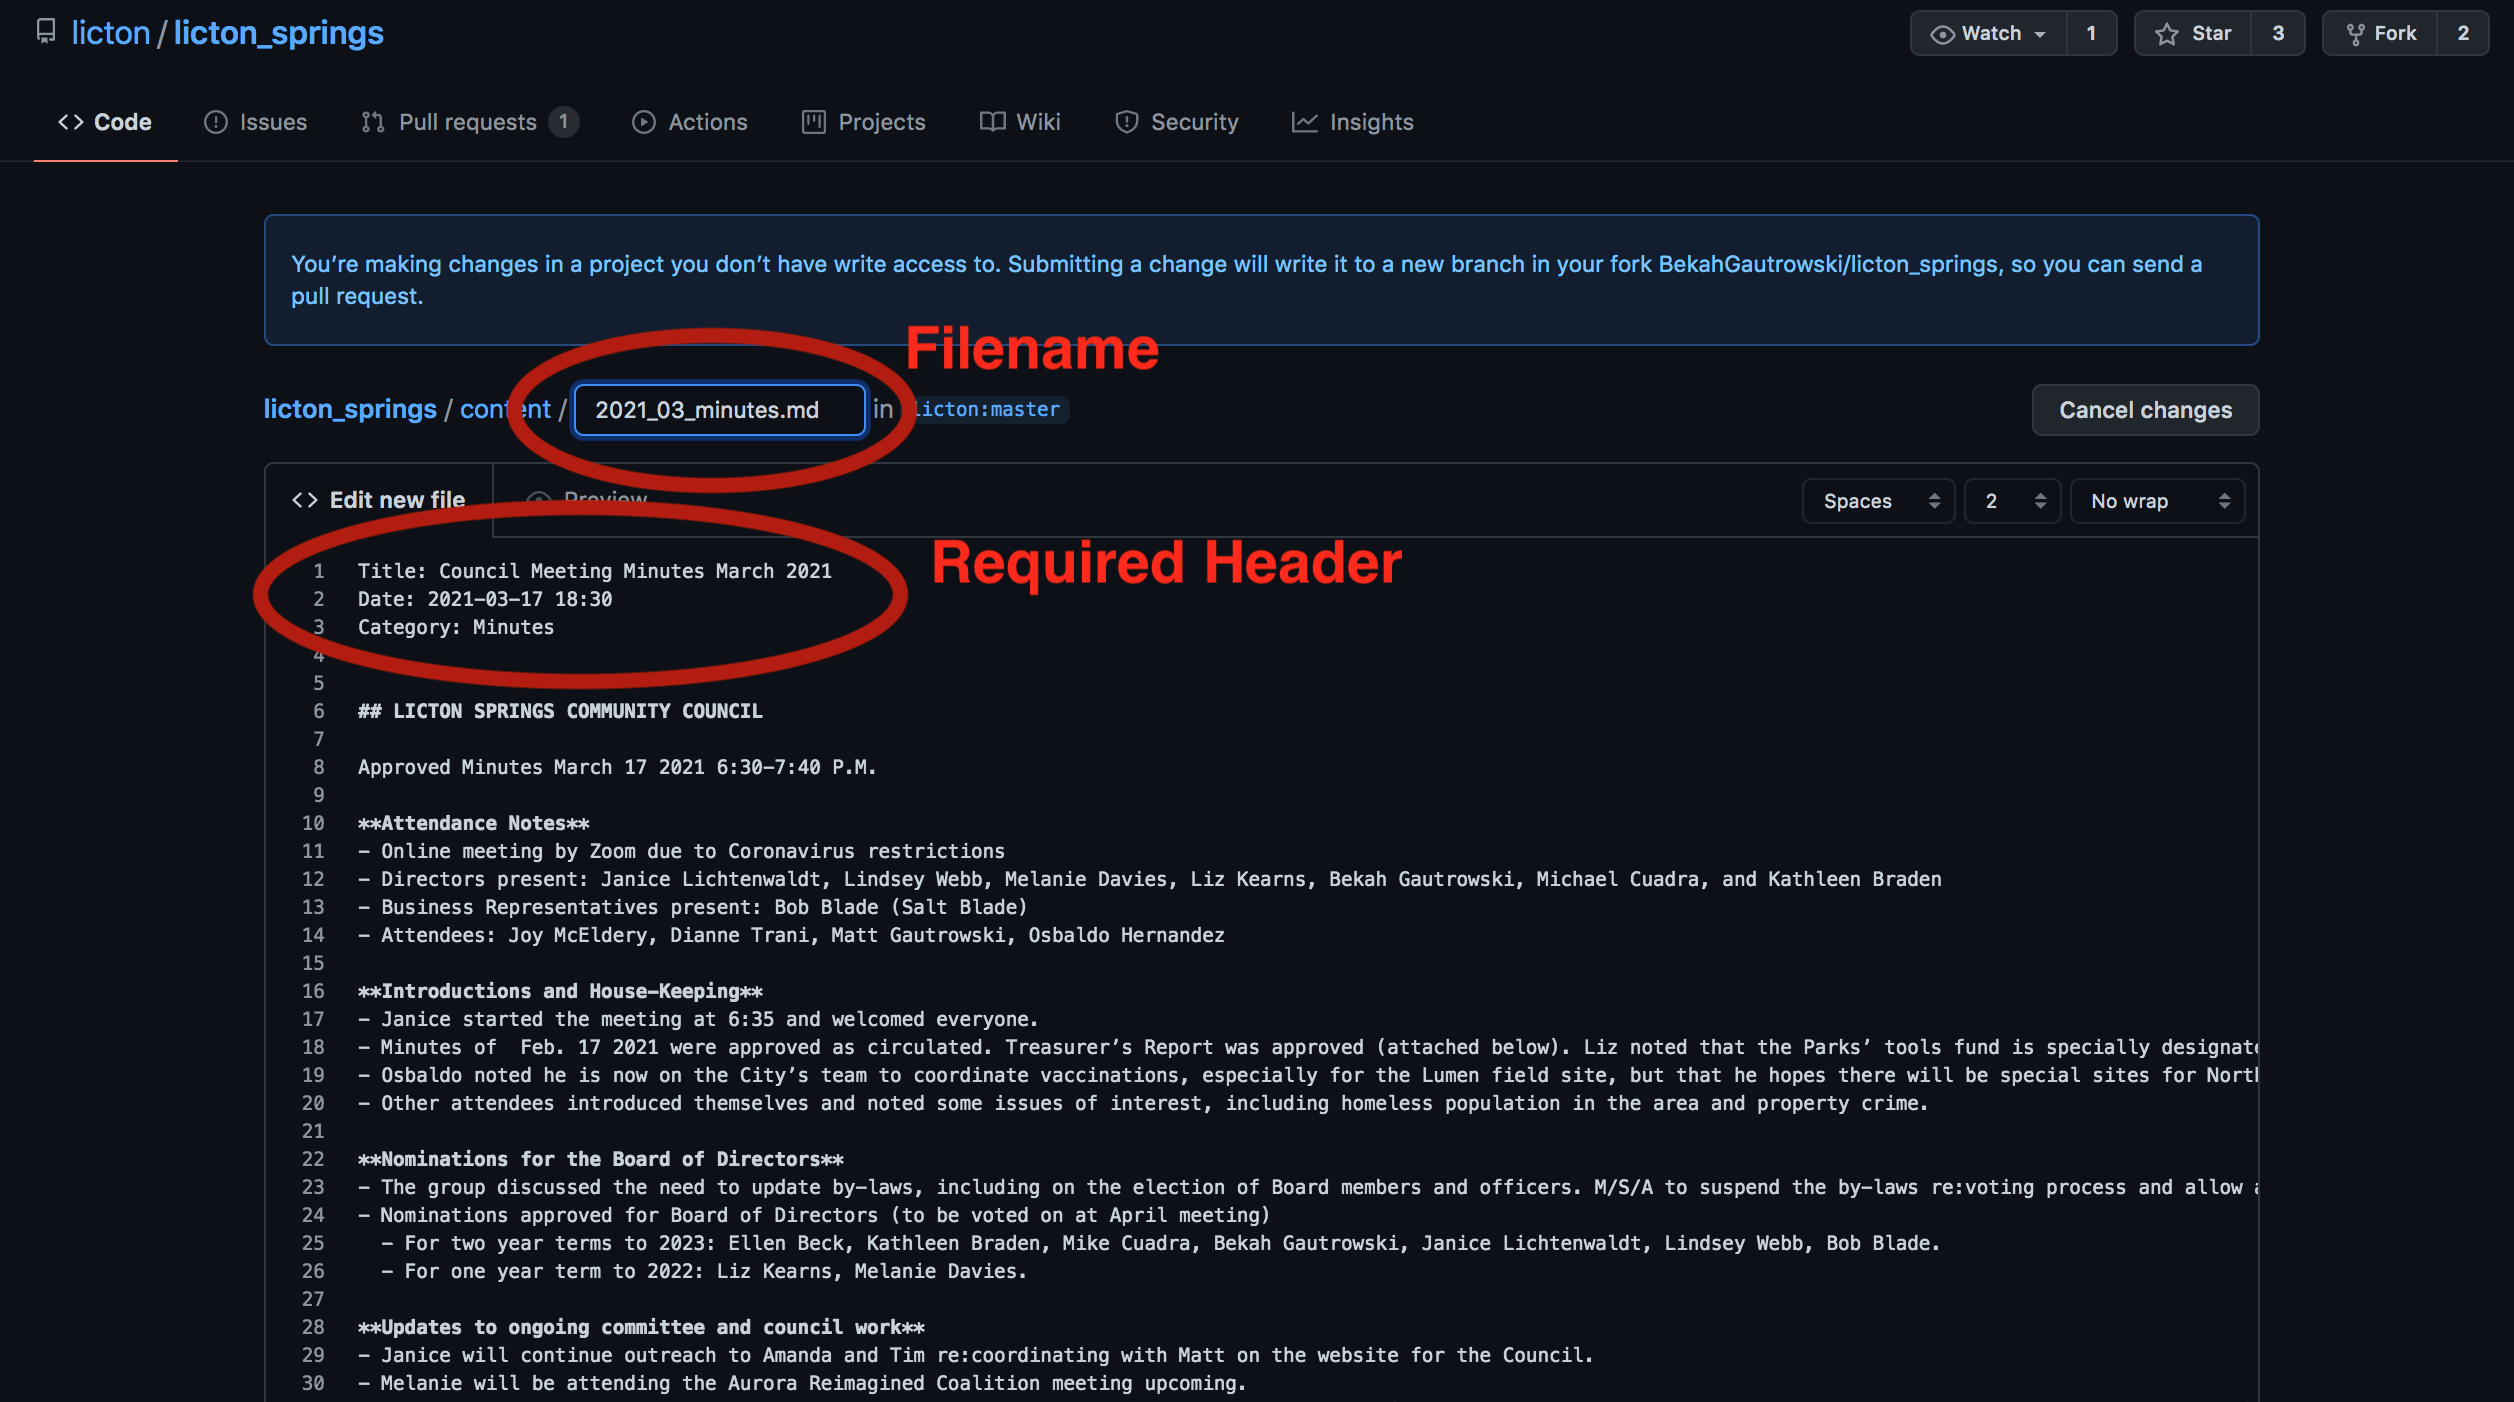 licton / licton_springs
Watch 1 Star 3 Fork 2
Code Issues Pull requests 1 Actions Projects Wiki Security Insights
You’re making changes in a project you don’t have write access to. Submitting a change will write it to a new branch in your fork BekahGautrowski/licton_springs, so you can send a
pull request.
Filename
licton_springs / content / 2021_03_minutes.md in licton:master Cancel changes
Edit new file Preview Spaces 2 No wrap
Required Header
1 Title: Council Meeting Minutes March 2021
2 Date: 2021-03-17 18:30
3 Category: Minutes
4
5
6 ## LICTON SPRINGS COMMUNITY COUNCIL
7
8 Approved Minutes March 17 2021 6:30-7:40 P.M.
9
10 **Attendance Notes**
11 - Online meeting by Zoom due to Coronavirus restrictions
12 - Directors present: Janice Lichtenwaldt, Lindsey Webb, Melanie Davies, Liz Kearns, Bekah Gautrowski, Michael Cuadra, and Kathleen Braden
13 - Business Representatives present: Bob Blade (Salt Blade)
14 - Attendees: Joy McEldery, Dianne Trani, Matt Gautrowski, Osbaldo Hernandez
15
16 **Introductions and House-Keeping**
17 - Janice started the meeting at 6:35 and welcomed everyone.
18 - Minutes of  Feb. 17 2021 were approved as circulated. Treasurer’s Report was approved (attached below). Liz noted that the Parks’ tools fund is specially designate
19 - Osbaldo noted he is now on the City’s team to coordinate vaccinations, especially for the Lumen field site, but that he hopes there will be special sites for North
20 - Other attendees introduced themselves and noted some issues of interest, including homeless population in the area and property crime.
21
22 **Nominations for the Board of Directors**
23 - The group discussed the need to update by-laws, including on the election of Board members and officers. M/S/A to suspend the by-laws re:voting process and allow a
24 - Nominations approved for Board of Directors (to be voted on at April meeting)
25 - For two year terms to 2023: Ellen Beck, Kathleen Braden, Mike Cuadra, Bekah Gautrowski, Janice Lichtenwaldt, Lindsey Webb, Bob Blade.
26 - For one year term to 2022: Liz Kearns, Melanie Davies.
27
28 **Updates to ongoing committee and council work**
29 - Janice will continue outreach to Amanda and Tim re:coordinating with Matt on the website for the Council.
30 - Melanie will be attending the Aurora Reimagined Coalition meeting upcoming.